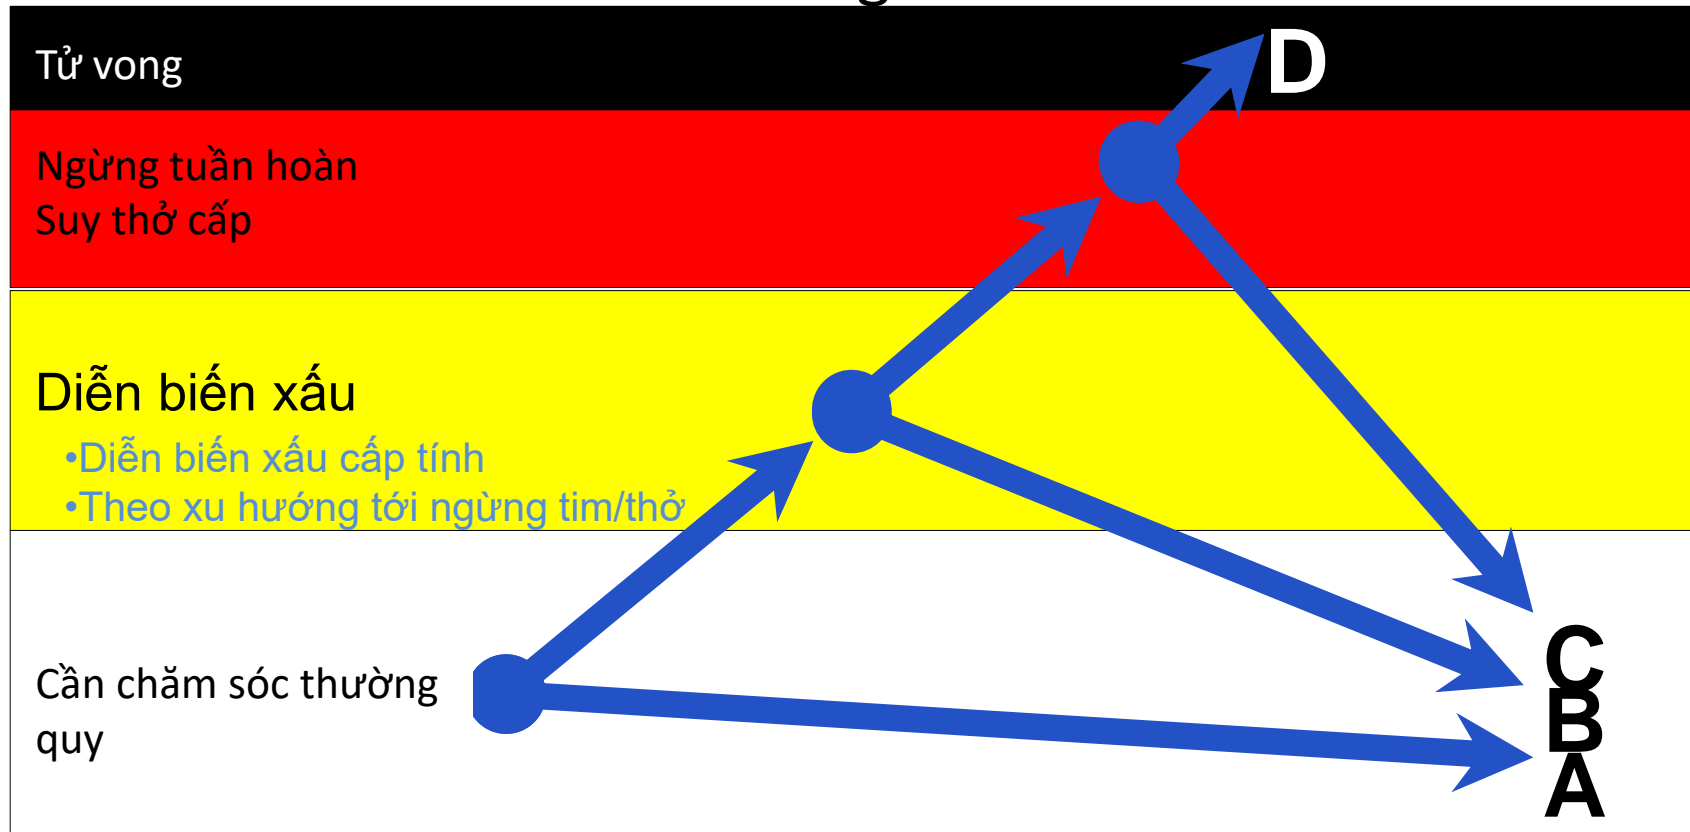 g
Tử vong
D
Ngừng tuần hoàn
Suy thở cấp
Diễn biến xấu
•Diễn biến xấu cấp tính
•Theo xu hướng tới ngừng tim/thở
Cần chăm sóc thường
quy
C
B
A